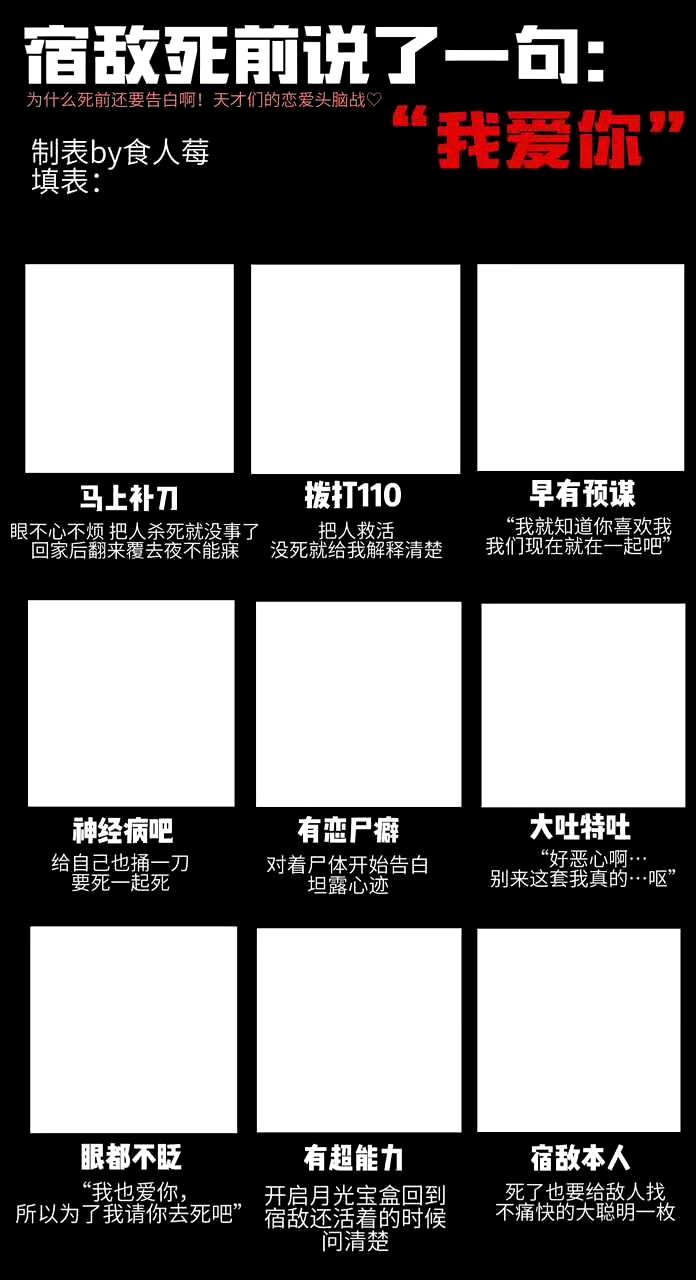 宿敌死前说了一句：
为什么死前还要告白啊！天才们的恋爱头脑战♡
“我爱你”
制表by食人莓
填表：
马上补刀
眼不心不烦 把人杀死就没事了
回家后翻来覆去夜不能寐
拨打110
把人救活
没死就给我解释清楚
早有预谋
“我就知道你喜欢我
我们现在就在一起吧”
神经病吧
给自己也捅一刀
要死一起死
有恋尸癖
对着尸体开始告白
坦露心迹
大吐特吐
“好恶心啊…
别来这套我真的…呕”
眼都不眨
“我也爱你，
所以为了我请你去死吧”
有超能力
开启月光宝盒回到
宿敌还活着的时候
问清楚
宿敌本人
死了也要给敌人找
不痛快的大聪明一枚